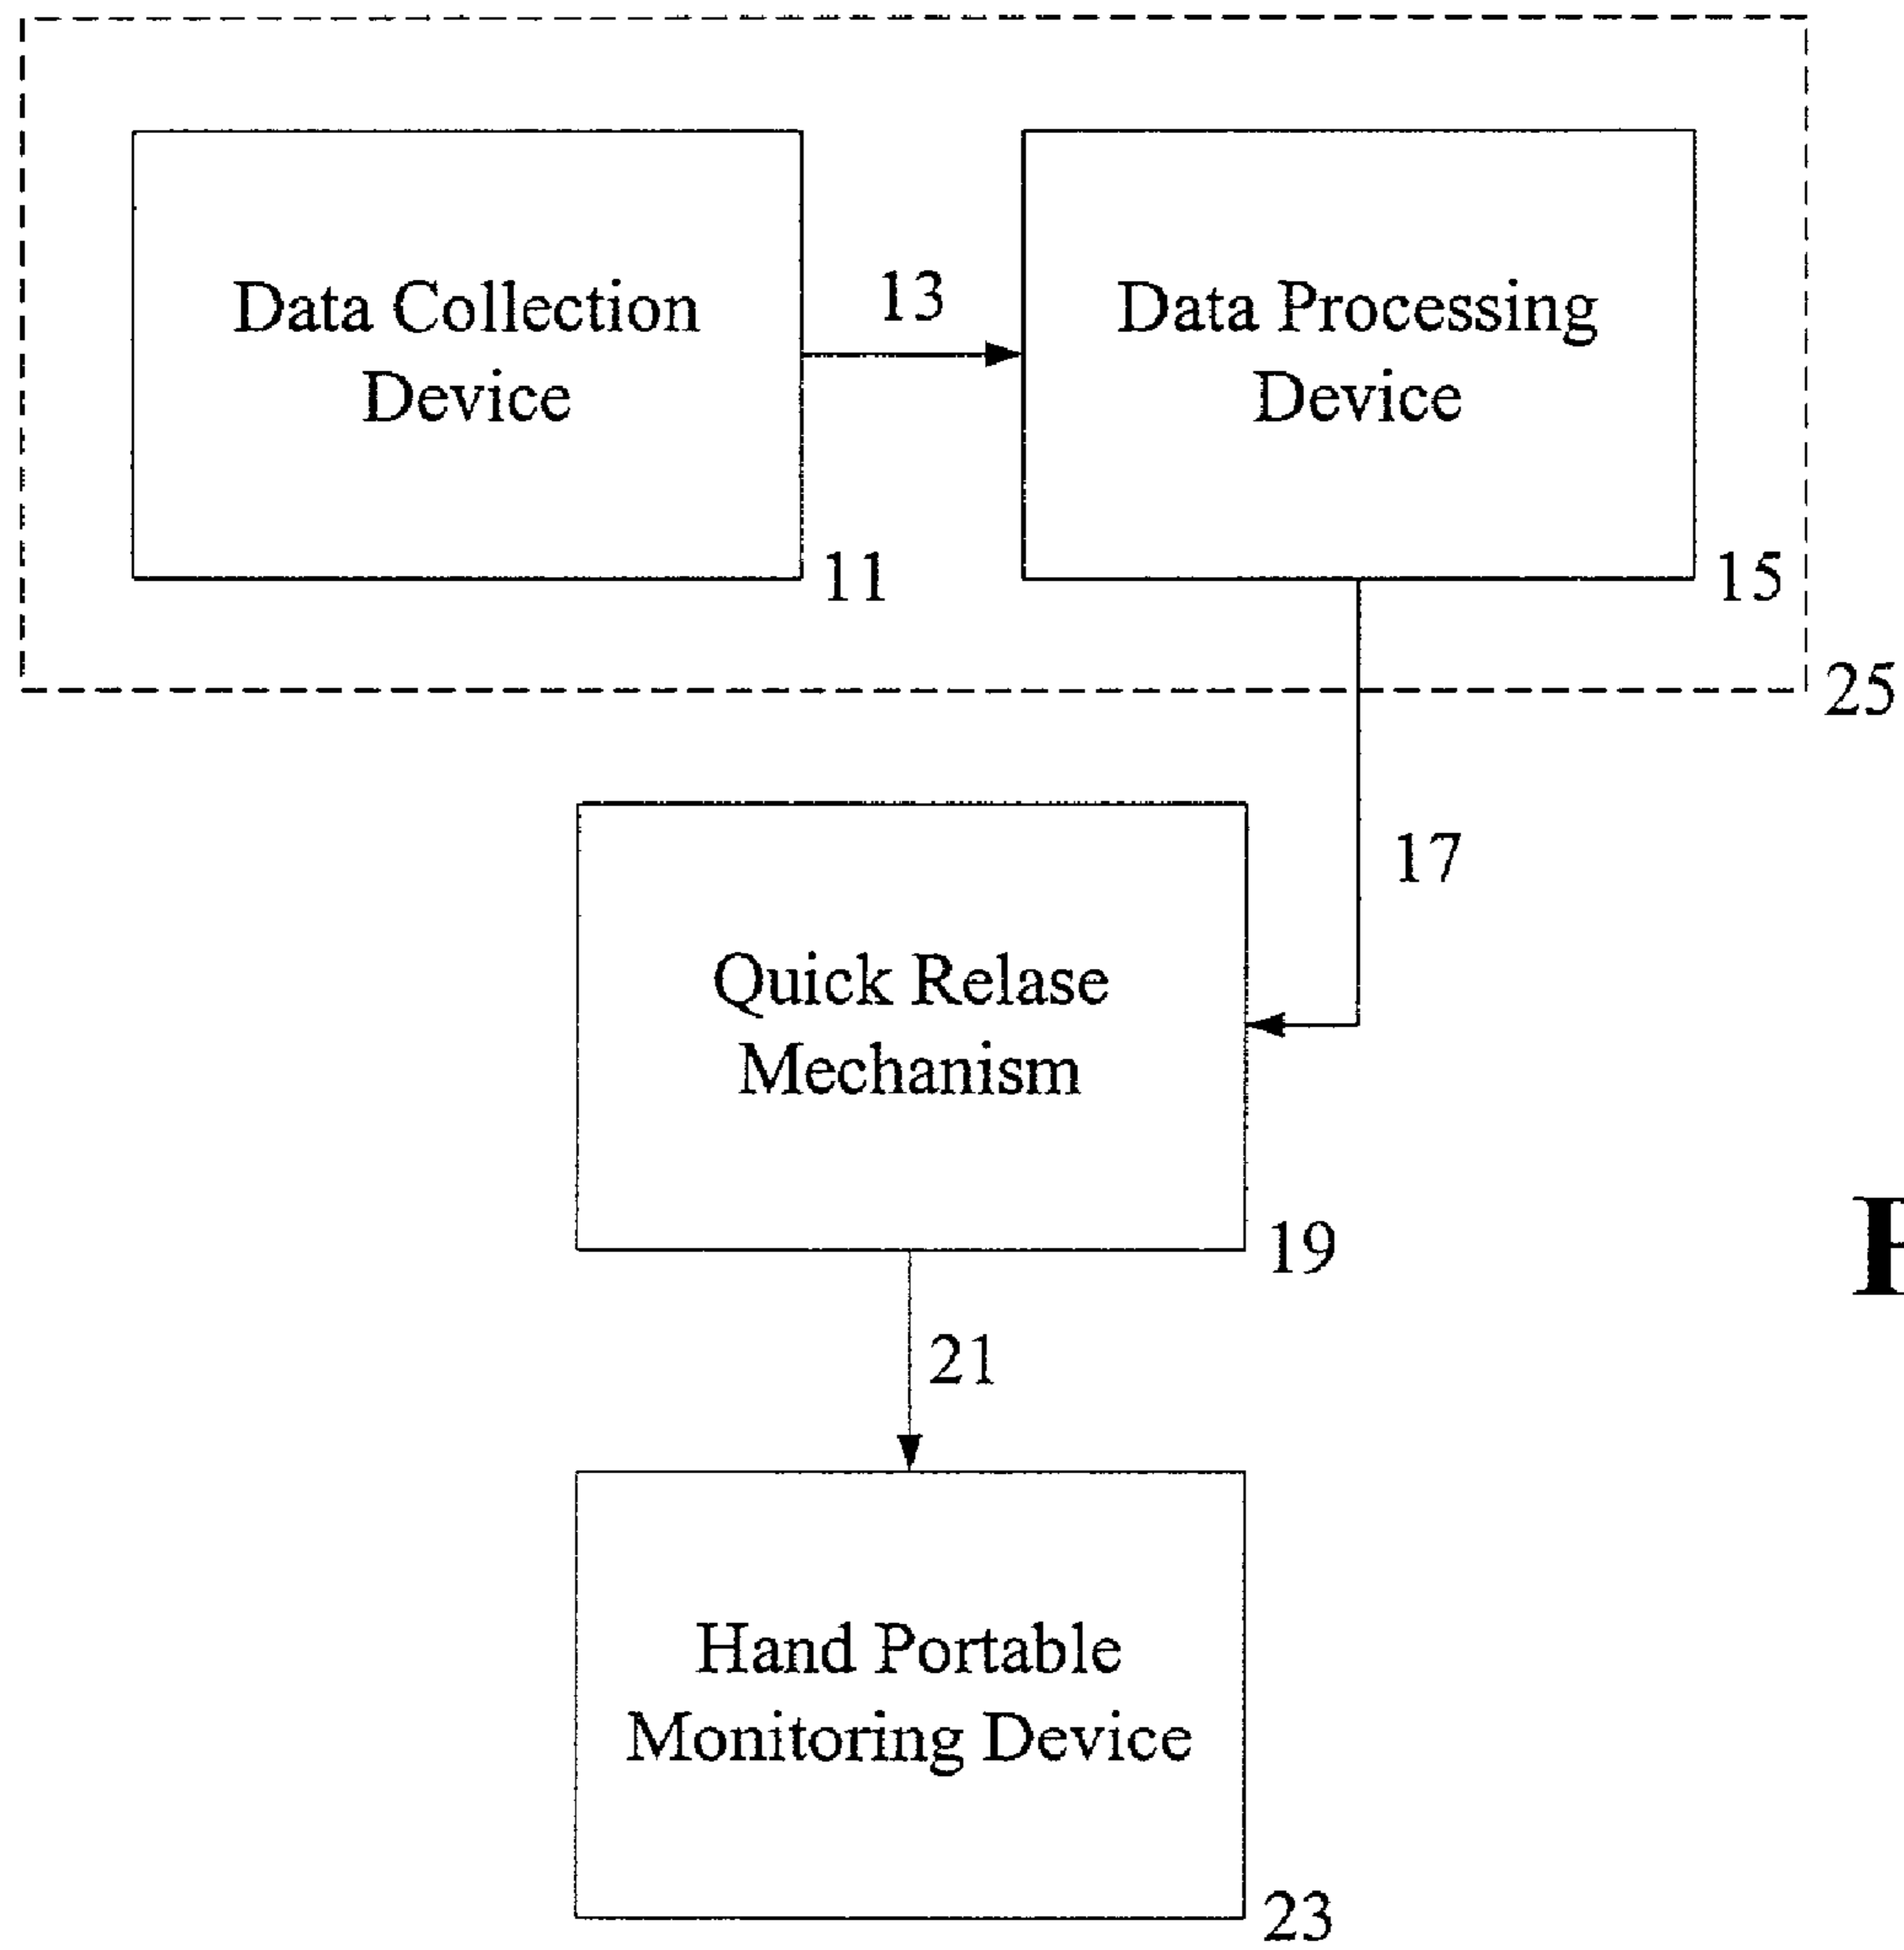 Data Collection
Device
13
Data Processing
Device
11
15
25
17
Quick Relase
Mechanism
19
21
Hand Portable
Monitoring Device
23